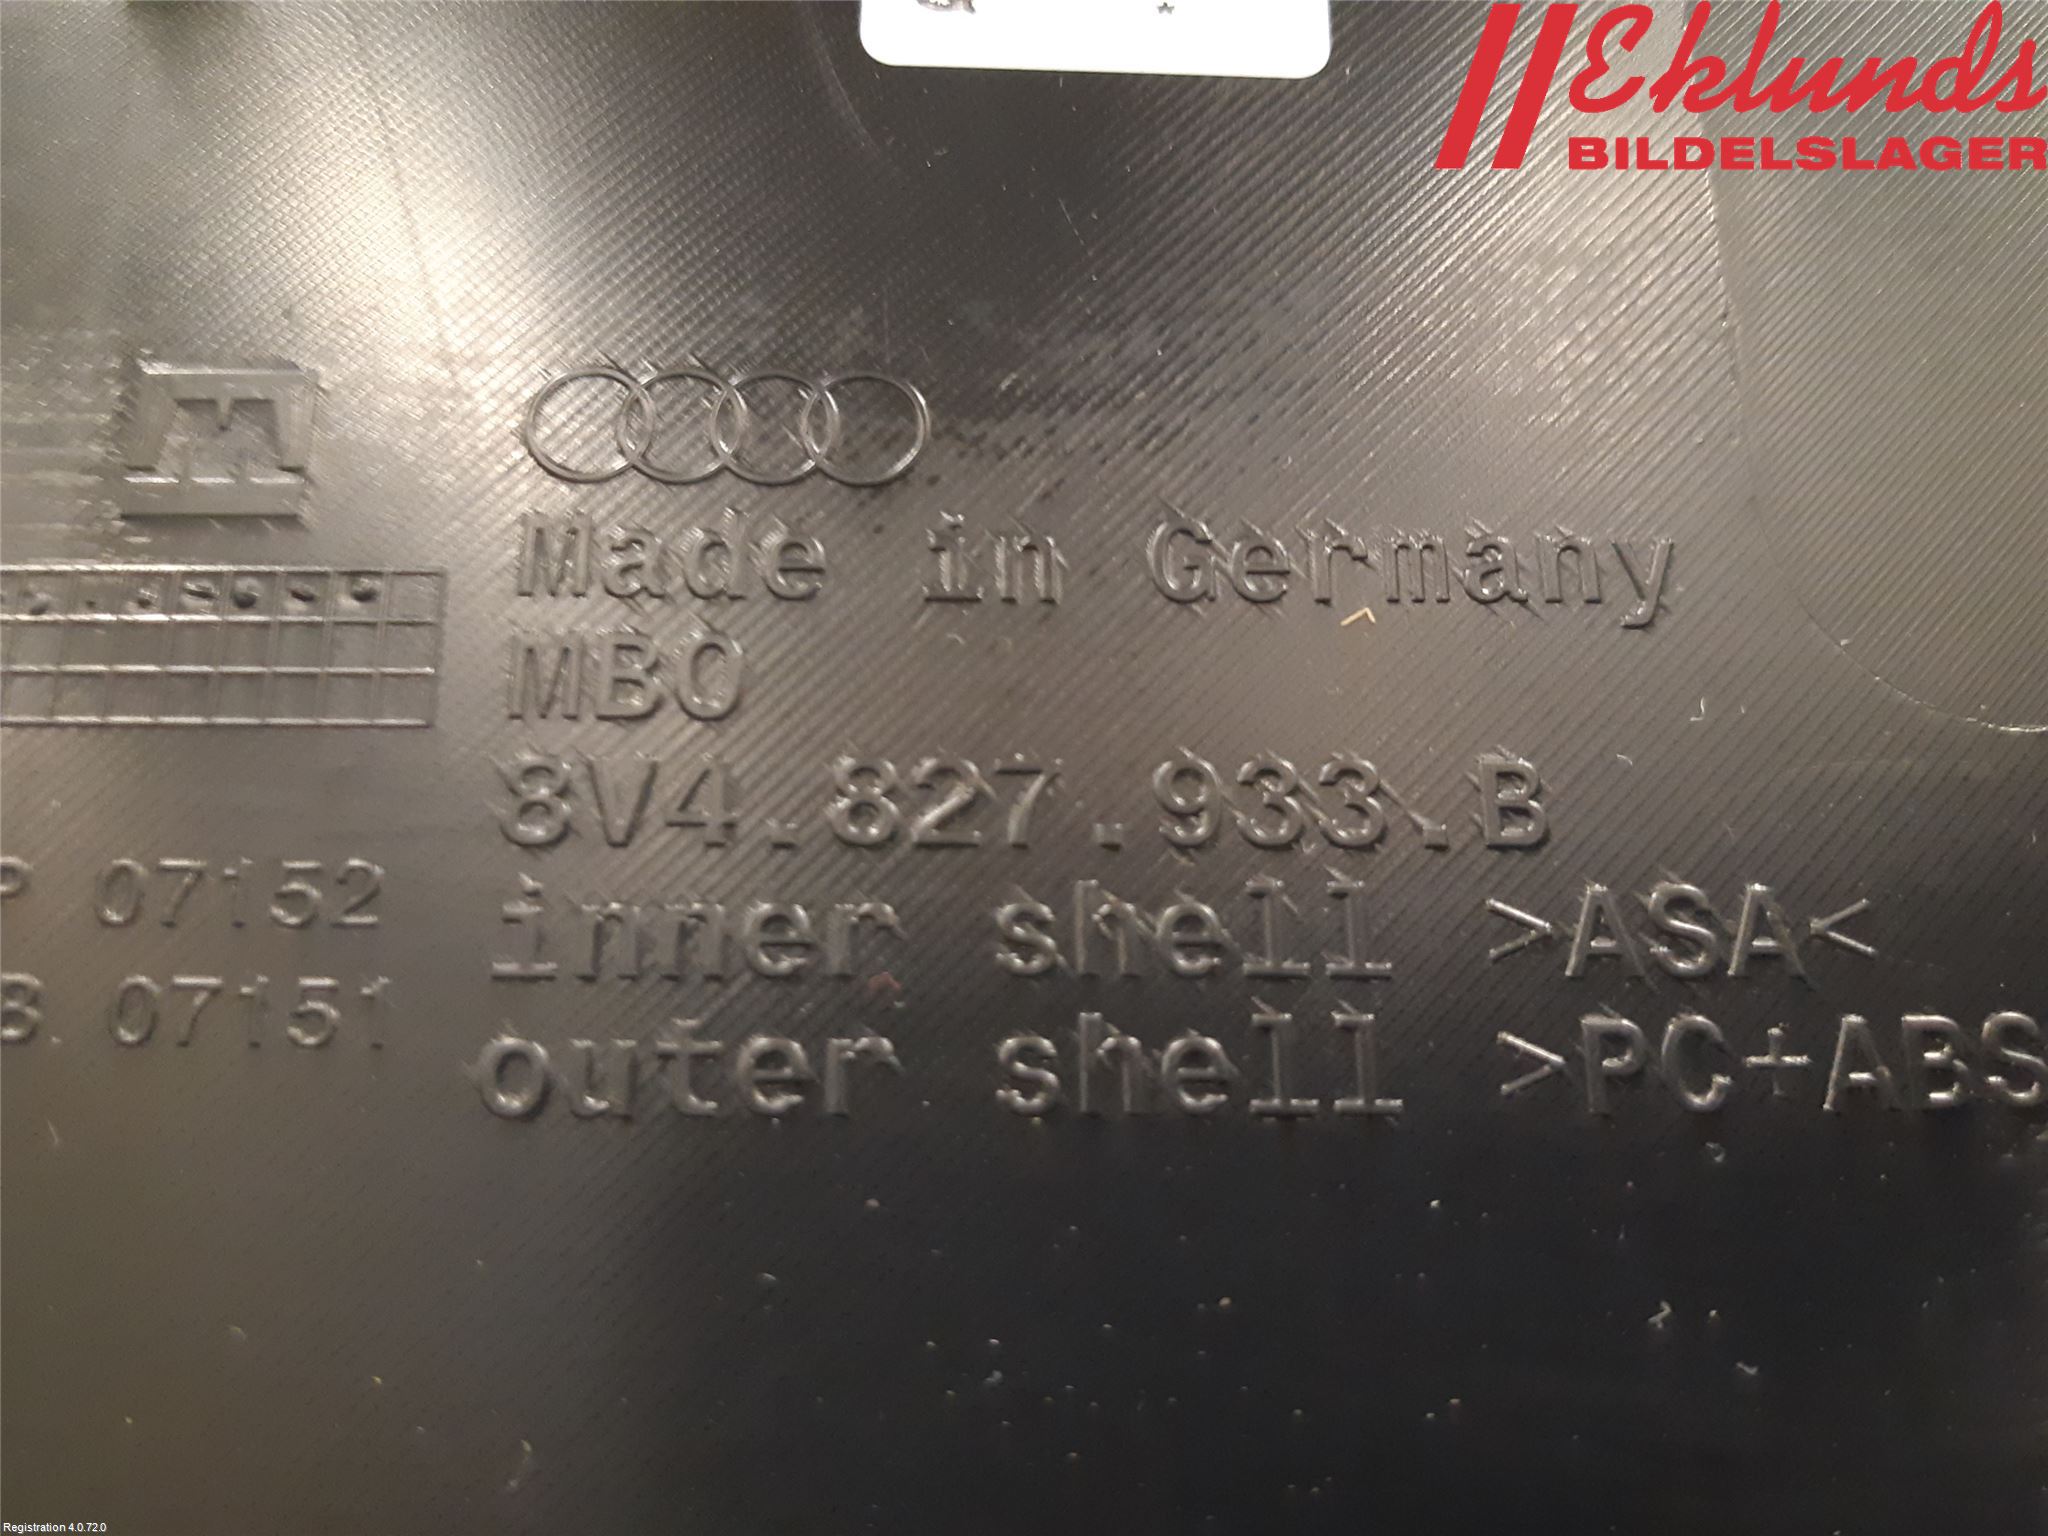 Eklunds
BILDELSLAGER
Made in Germany
MBO
8V4.827.933.B
07152
inner shell >ASA<
07151
outer shell >PC+ABS
Registration 4.0.72.0